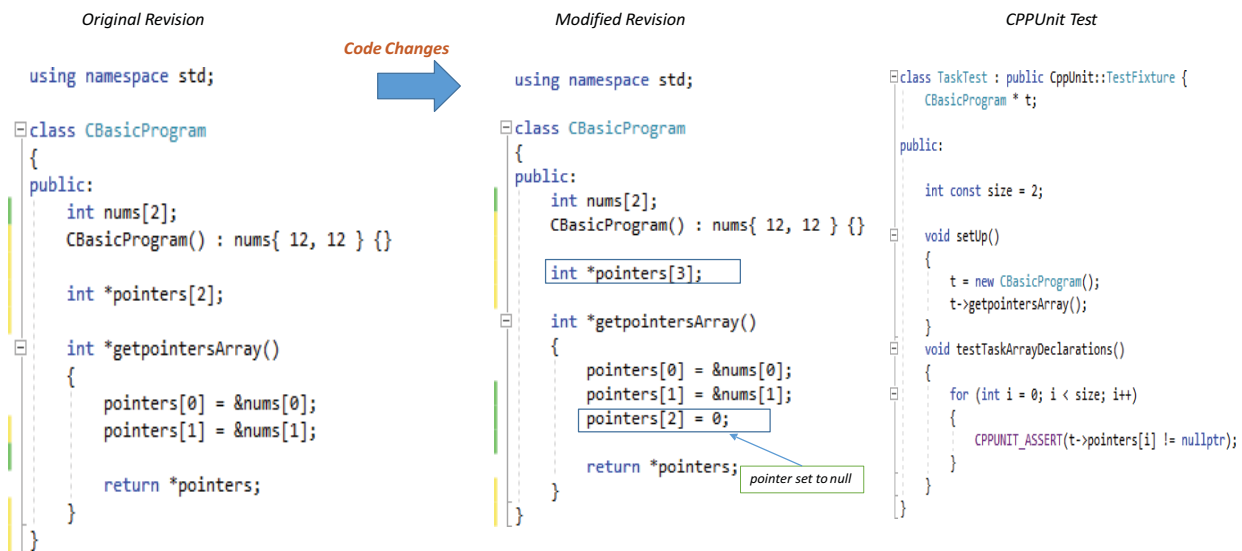 Original Revision
using namespace std;
class CBasicProgram
{
public:
int nums[2];
CBasicProgram() : nums{ 12, 12 } {}
int *pointers[2];
int *getpointersArray()
{
pointers[0] = &nums[0];
pointers[1] = &nums[1];
return *pointers;
}
}
Code Changes
Modified Revision
using namespace std;
class CBasicProgram
{
public:
int nums[2];
CBasicProgram() : nums{ 12, 12 } {}
int *pointers[3];
int *getpointersArray()
{
pointers[0] = &nums[0];
pointers[1] = &nums[1];
pointers[2] = 0;
return *pointers;
}
}
pointer set to null
CPPUnit Test
class TaskTest : public CppUnit::TestFixture {
CBasicProgram * t;
public:
int const size = 2;
void setUp()
{
t = new CBasicProgram();
t->getpointersArray();
}
void testTaskArrayDeclarations()
{
for (int i = 0; i < size; i++)
{
CPPUNIT_ASSERT(t->pointers[i] != nullptr);
}
}
}